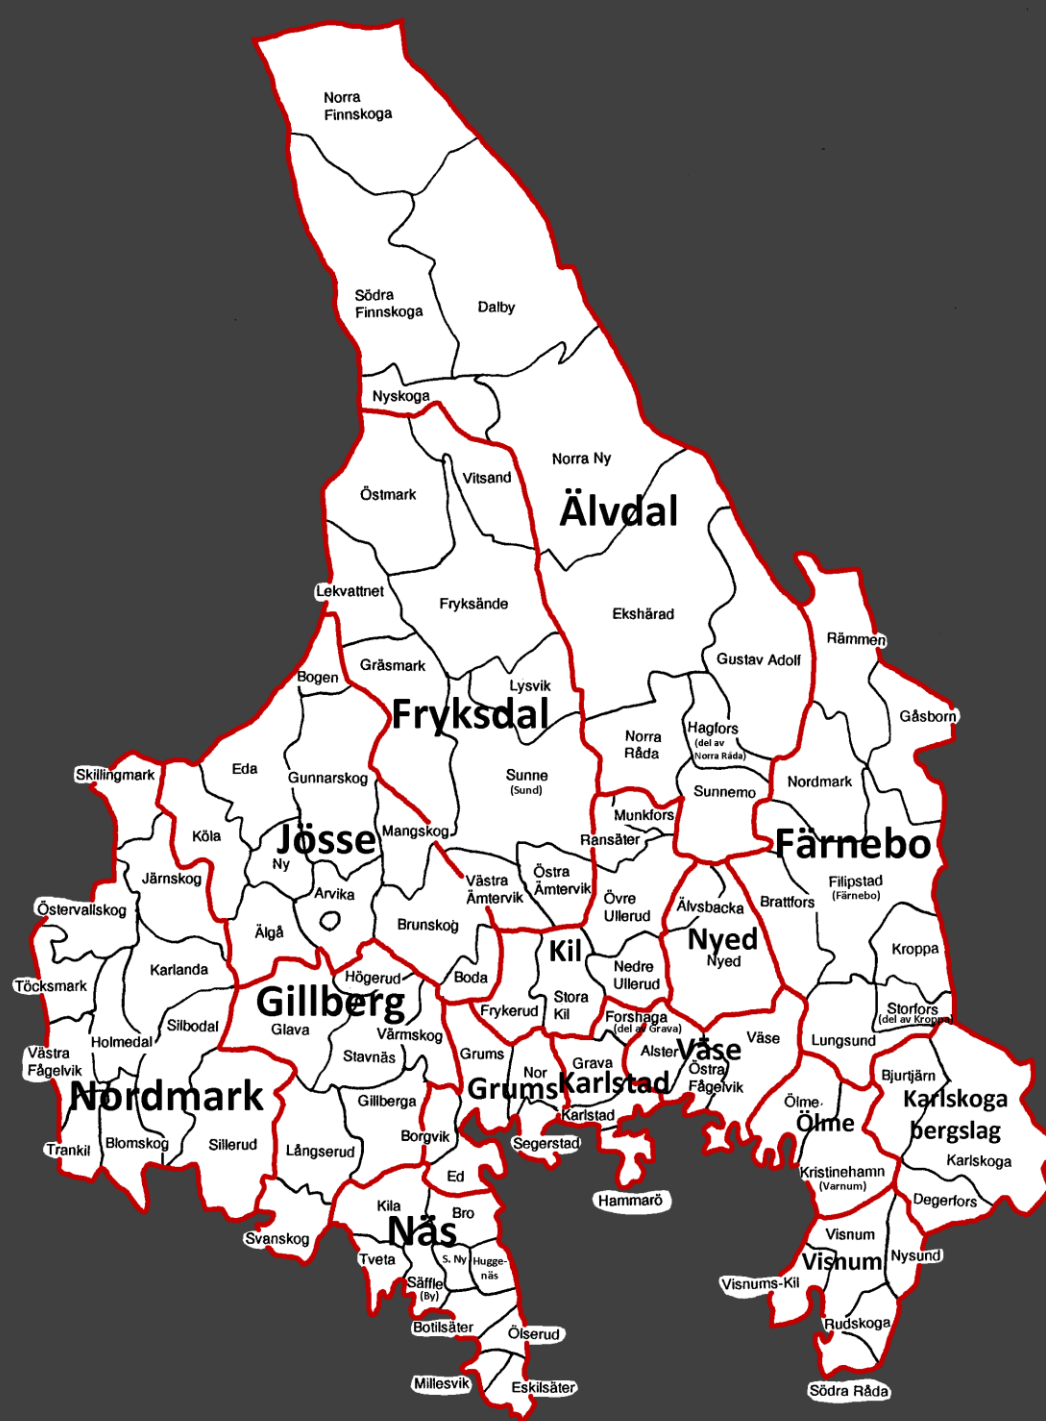 Norra
Finnskoga
Södra
Finnskoga
Dalby
Nyskoga
Norra Ny
Vitsand
Östmark
Älvdal
Lekvattnet
Fryksände
Ekshärad
Rämmen
Gustav Adolf
Gräsmark
Bogen
Lysvik
Fryksdal
Gåsborn
Hagfors
(del av
Norra Råda)
Norra
Råda
Skillingmark
Eda
Gunnarskog
Sunne
(Sund)
Nordmark
Sunnemo
Munkfors
Köla
Jösse
Mangskog
Ransäter
Färnebo
Ny
Järnskog
Arvika
Västra
Ämtervik
Östra
Ämtervik
Övre
Ullerud
Älvsbacka
Brattfors
Filipstad
(Färnebo)
Östervallskog
Älgå
Brunskog
Kil
Nyed
Nyed
Kroppa
Karlanda
Högerud
Boda
Nedre
Ullerud
Töcksmark
Gillberg
Stora
Kil
Frykerud
Storfors
(del av Kroppa)
Silbodal
Glava
Värmskog
Forshaga
(del av Grava)
Holmedal
Väse
Lungsund
Västra
Fågelvik
Stavnäs
Grums
Grava
Alster
Väse
Östra
Fågelvik
Nor
Bjurtjärn
Nordmark
Gillberga
Grums
Karlstad
Karlstad
Ölme
Ölme
Karlskoga
bergslag
Trankil
Blomskog
Sillerud
Långserud
Borgvik
Segerstad
Karlskoga
Ed
Kristinehamn
(Varnum)
Hammarö
Degerfors
Kila
Bro
Näs
Svanskog
Visnum
Visnum
Nysund
Tveta
S. Ny
Hugge-
näs
Säffle
(By)
Visnums-Kil
Botilsäter
Ölserud
Rudskoga
Millesvik
Eskilsäter
Södra Råda